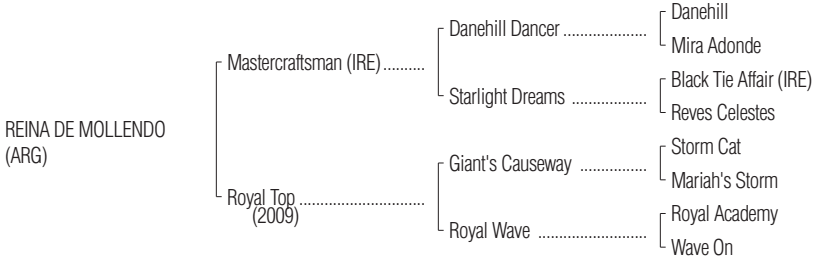 Danehill
Danehill Dancer ....................
Mira Adonde
Mastercraftsman (IRE)..........
Black Tie Affair (IRE)
Starlight Dreams ..................
Reves Celestes
REINA DE MOLLENDO
(ARG)
Storm Cat
Giant's Causeway ................
Mariah's Storm
Royal Top ..............................
(2009)
Royal Academy
Royal Wave ..........................
Wave On